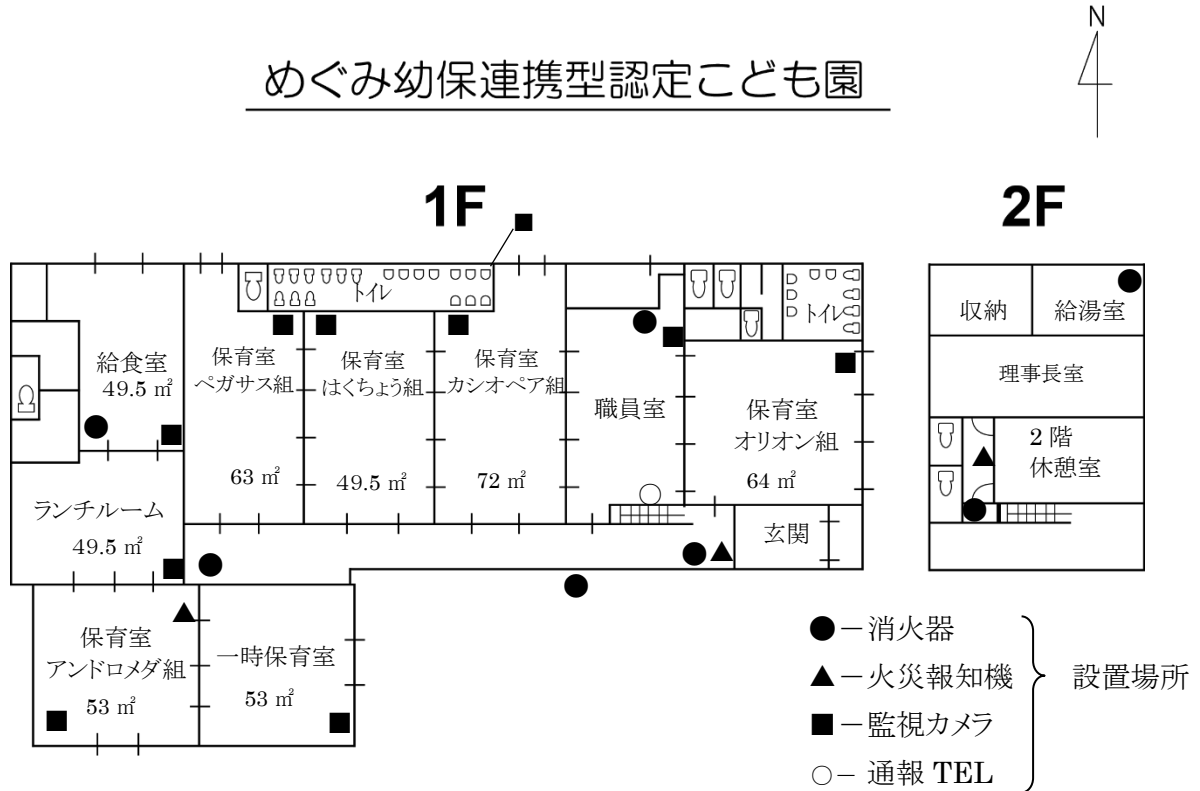 めぐみ幼保連携型認定こども園
N
1F
2F
トイレ
トイレ
給食室
49.5 ㎡
保育室
ペガサス組
63 ㎡
保育室
はくちょう組
49.5 ㎡
保育室
カシオペア組
72 ㎡
職員室
保育室
オリオン組
64 ㎡
玄関
ランチルーム
49.5 ㎡
保育室
アンドロメダ組
53 ㎡
一時保育室
53 ㎡
収納
給湯室
理事長室
2 階
休憩室
●－消火器
▲－火災報知機
■－監視カメラ
○－ 通報 TEL
設置場所